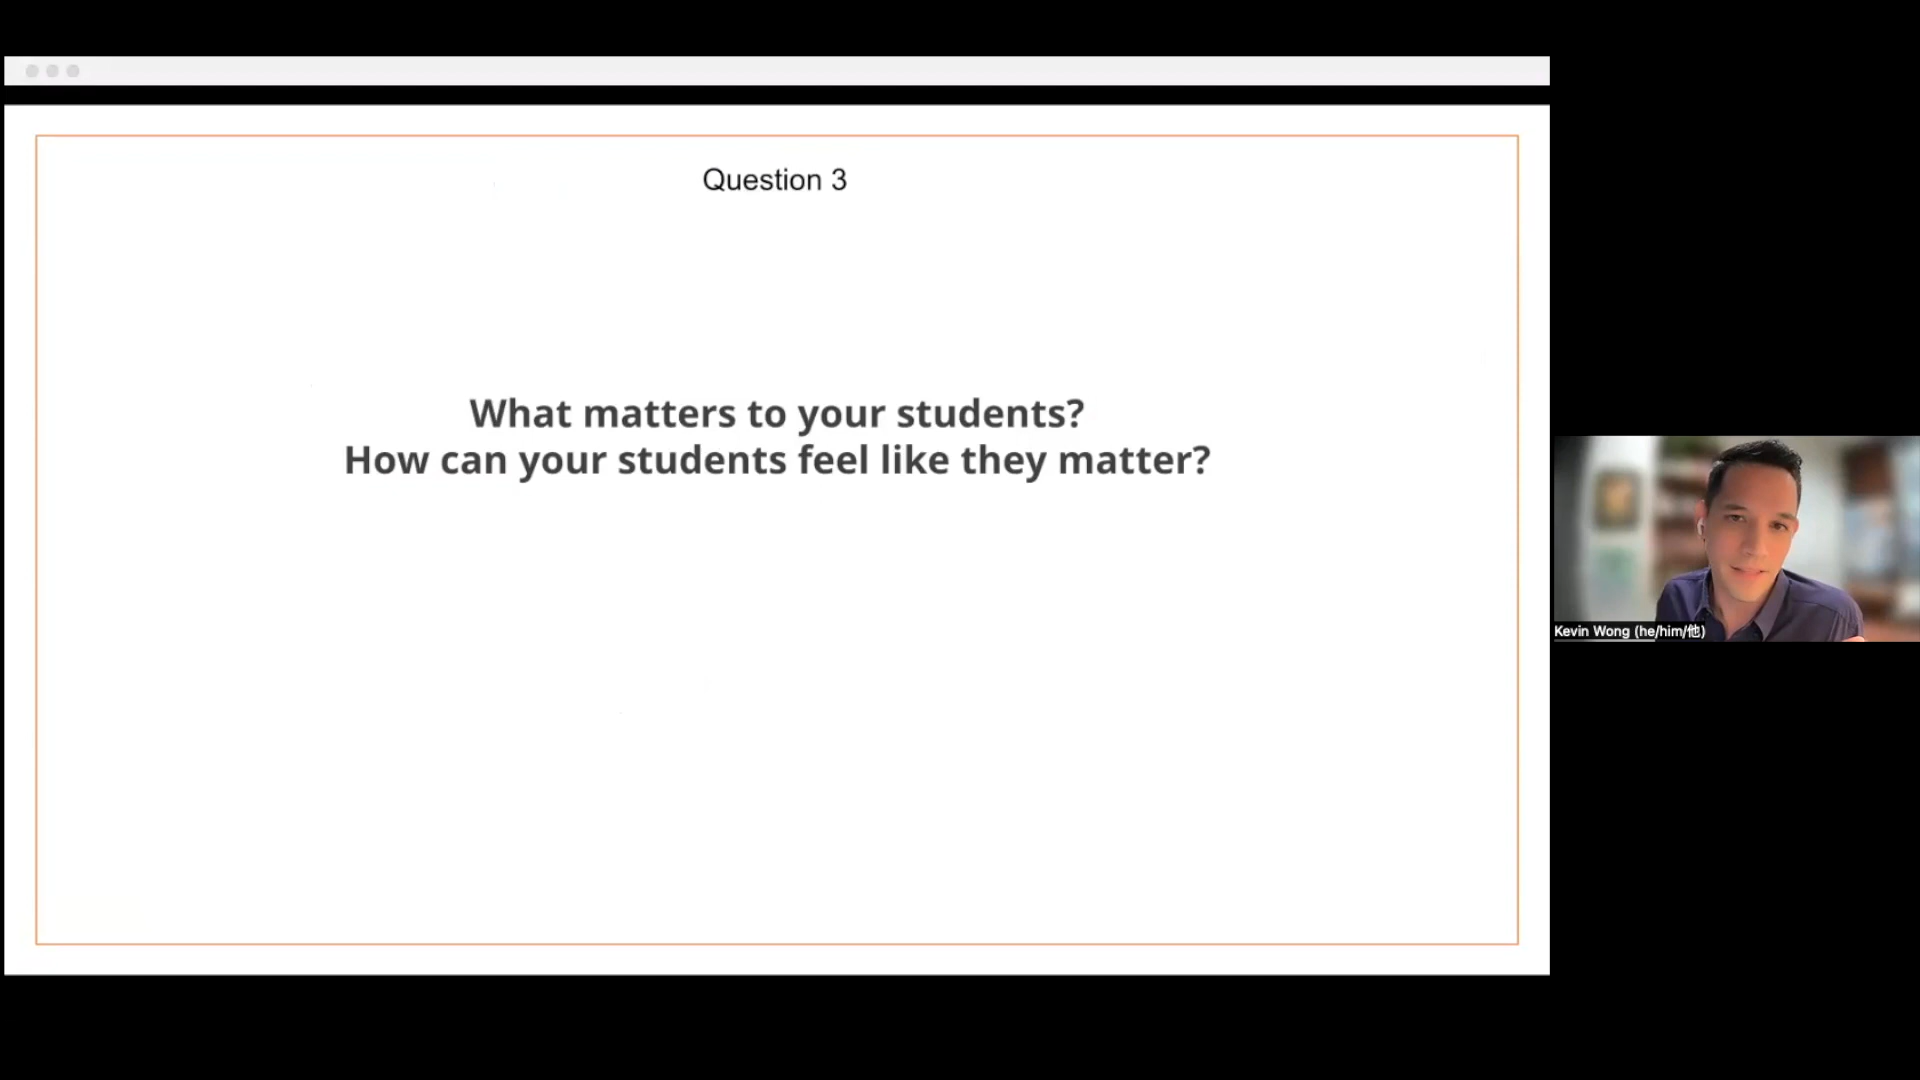 Question 3
What matters to your students?
How can your students feel like they matter?
Kevin Wong (he/him/他)